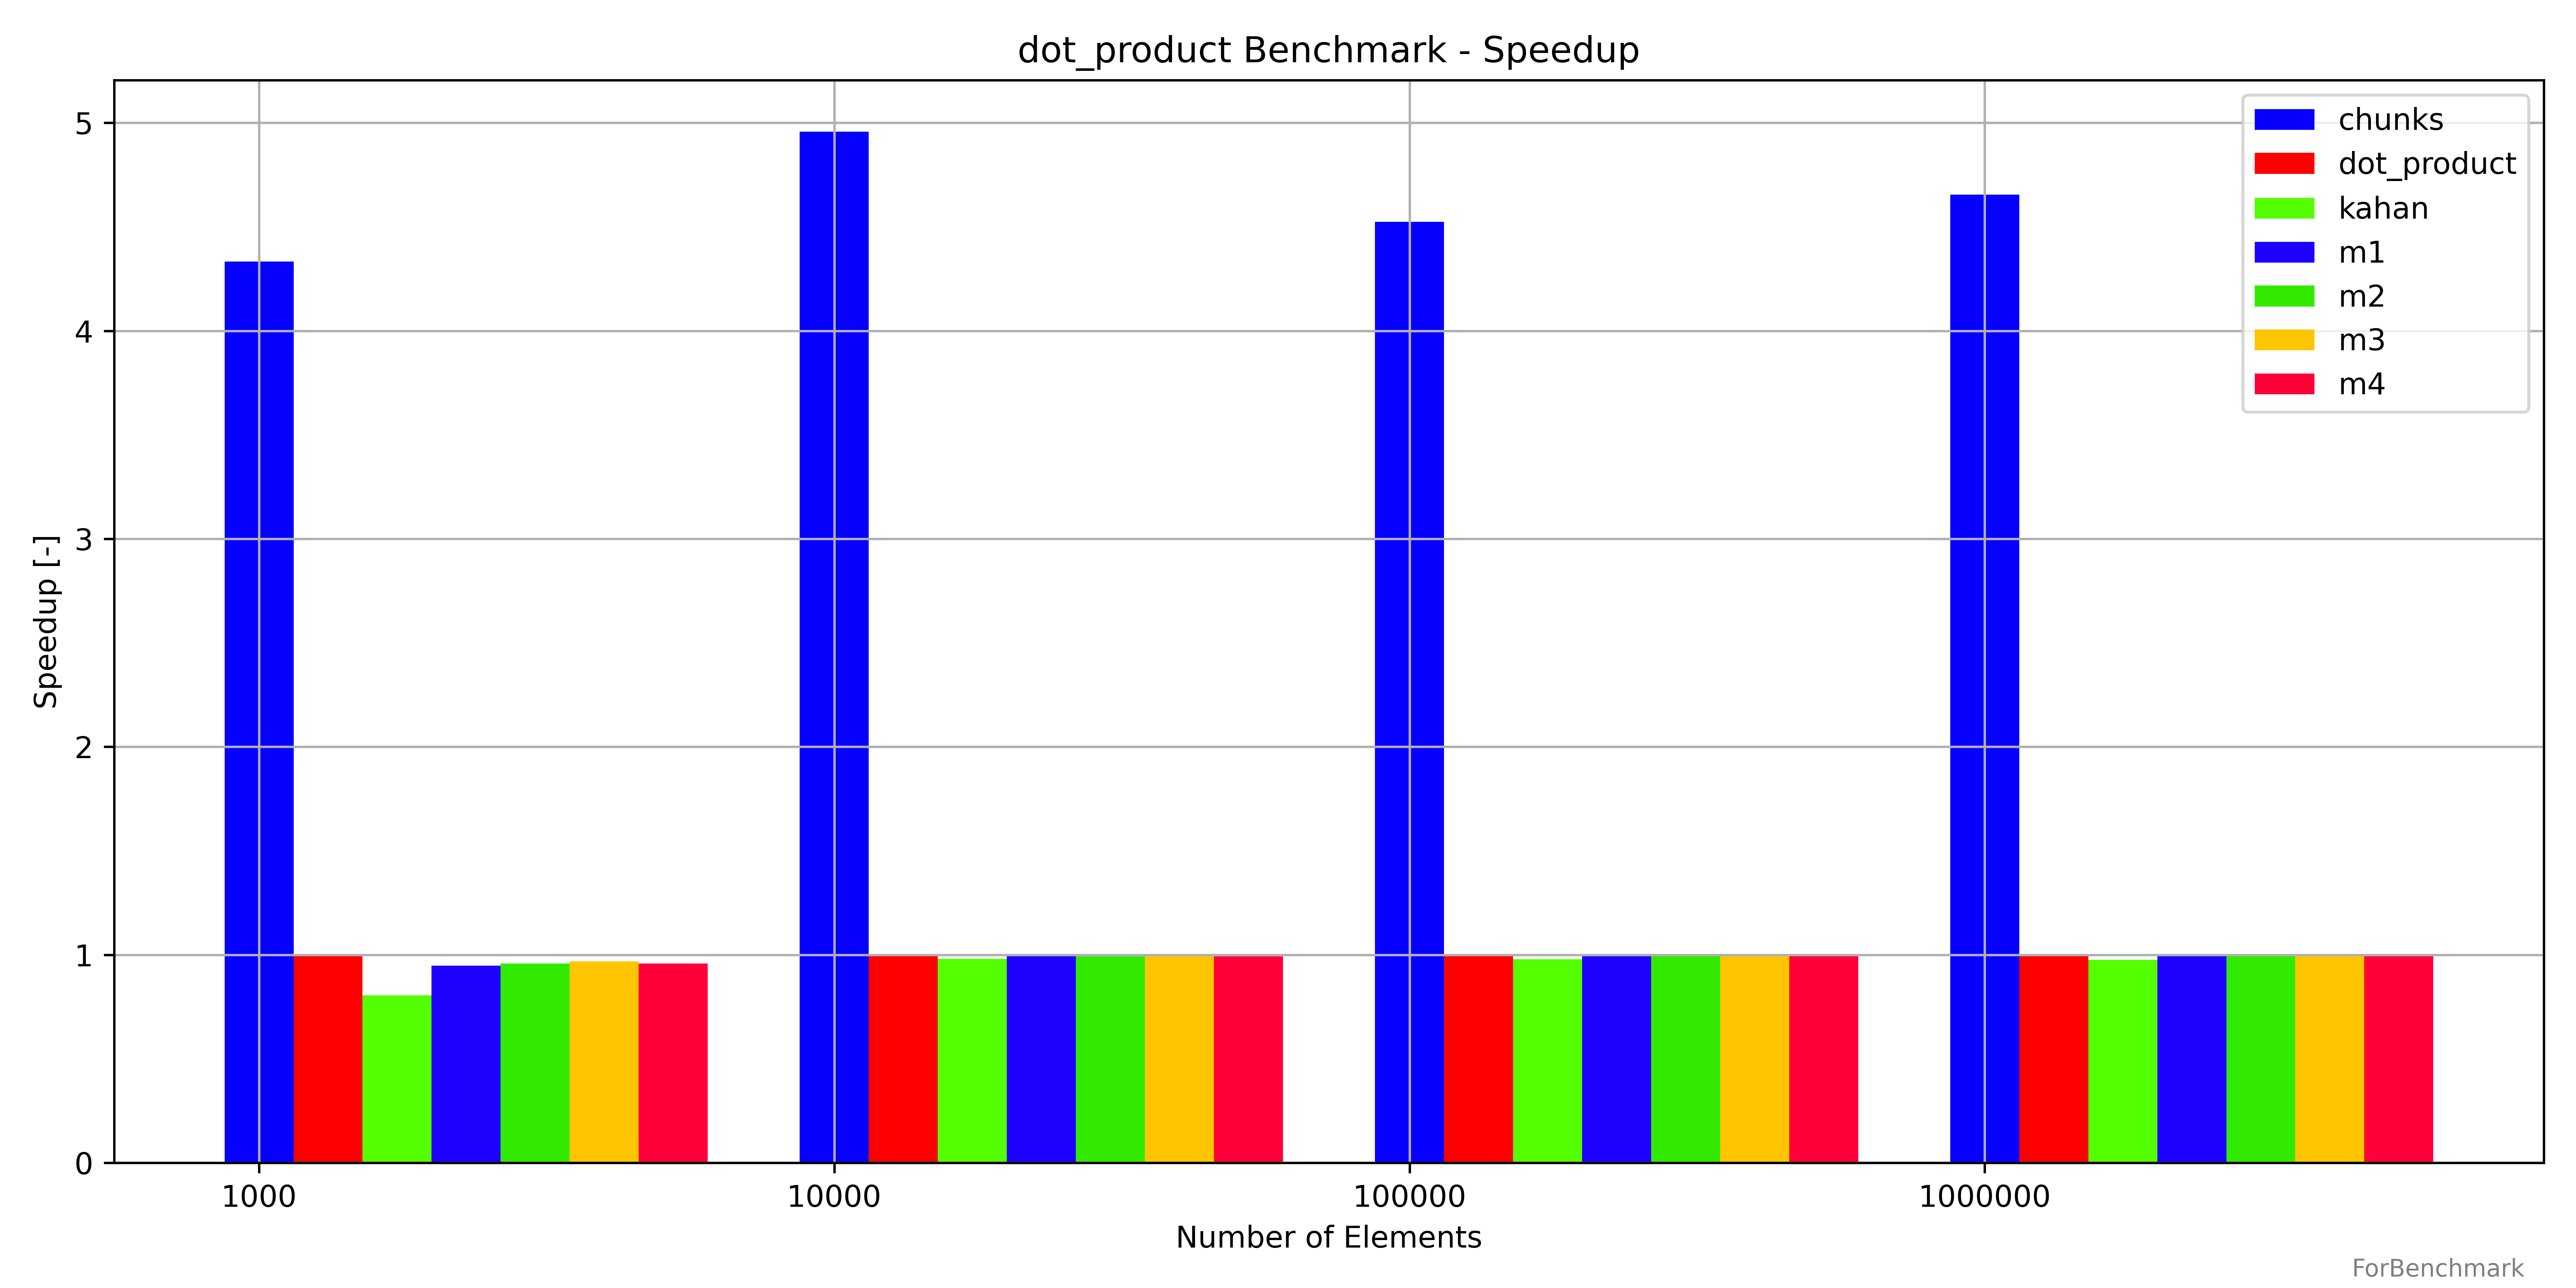 dot_product Benchmark - Speedup
5
4
3
2
1
0
Speedup [-]
chunks
dot_product
kahan
m1
m2
m3
m4
1000
10000
100000
1000000
Number of Elements
ForBenchmark